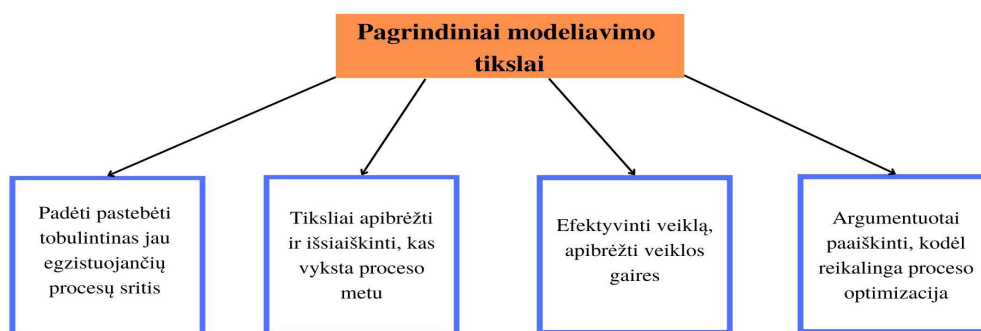 Pagrindiniai modeliavimo
tikslai
Padėti pastebėti
tobulintinas jau
egzistuojančių
procesų sritis
Tiksliai apibrėžti
ir išsiaiškinti, kas
vyksta proceso
metu
Efektyvinti veiklą,
apibrėžti veiklos
gaires
Argumentuotai
paaiškinti, kodėl
reikalinga proceso
optimizacija